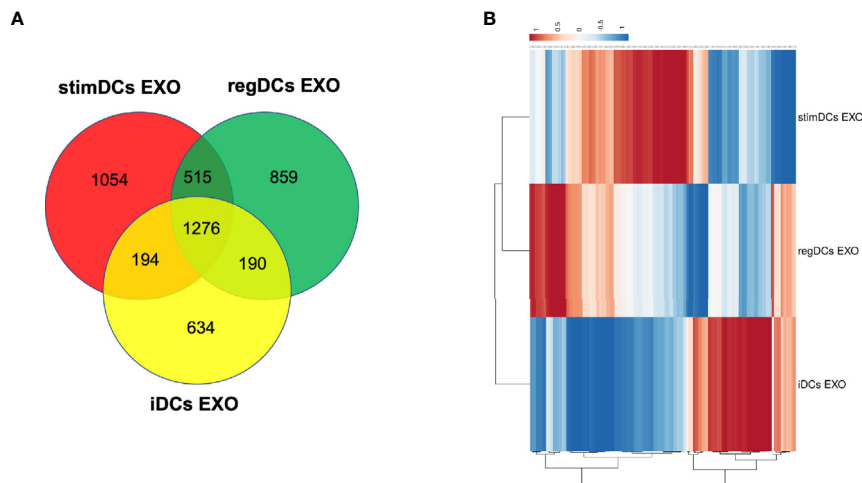 A
stimDCs EXO
regDCs EXO
1054
515
859
1276
194
190
634
iDCs EXO
B
1
0.5
0
-0.5
1
stimDCs EXO
regDCs EXO
iDCs EXO